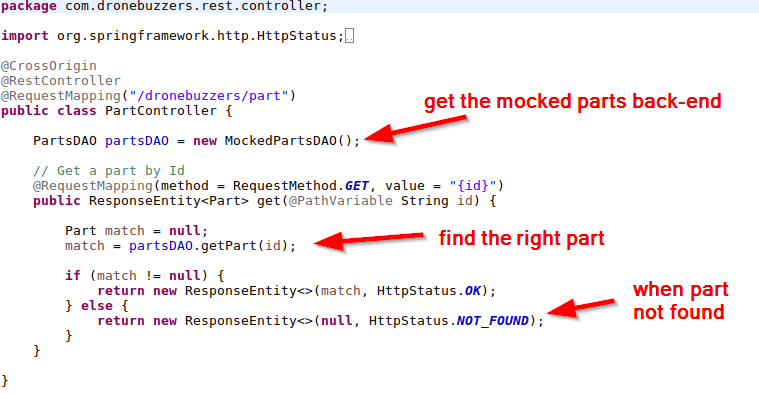 package com.dronebuzzers.rest.controller;
import org.springframework.http.HttpStatus;
@CrossOrigin
@RestController
@RequestMapping("/dronebuzzers/part")
public class PartController {
get the mocked parts back-end
PartsDAO partsDAO = new MockedPartsDAO();
// Get a part by Id
@RequestMapping(method = RequestMethod.GET, value = "{id}")
public ResponseEntity<Part> get(@PathVariable String id) {
Part match = null;
match = partsDAO.getPart(id);
find the right part
if (match != null) {
return new ResponseEntity<>(match, HttpStatus.OK);
} else {
return new ResponseEntity<>(null, HttpStatus.NOT_FOUND);
when part
not found
}
}
}